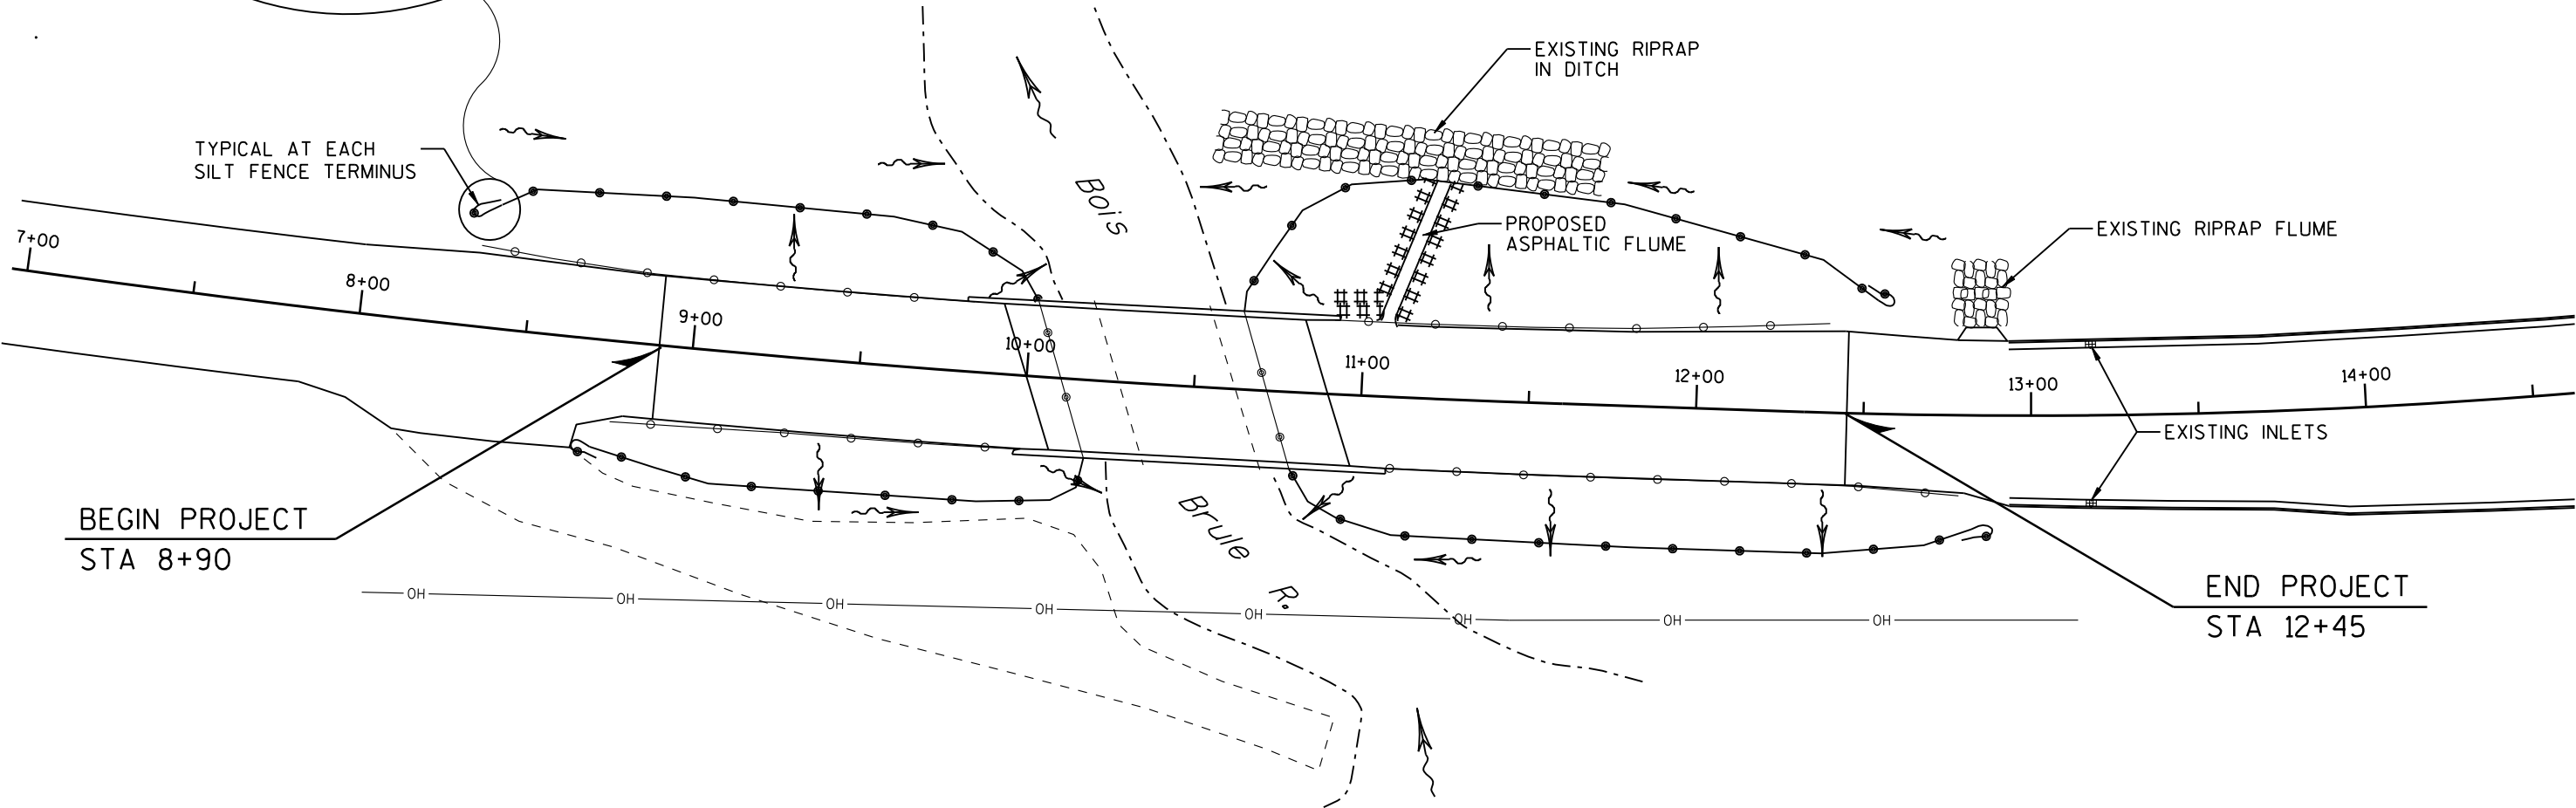 EXISTING RIPRAP
IN DITCH
TYPICAL AT EACH
SILT FENCE TERMINUS
Bois
PROPOSED
ASPHALTIC FLUME
EXISTING RIPRAP FLUME
7+00
8+00
9+00
10+00
11+00
12+00
13+00
14+00
EXISTING INLETS
BEGIN PROJECT
STA 8+90
Brule
R.
END PROJECT
STA 12+45
OH
OH
OH
OH
OH
OH
OH
OH